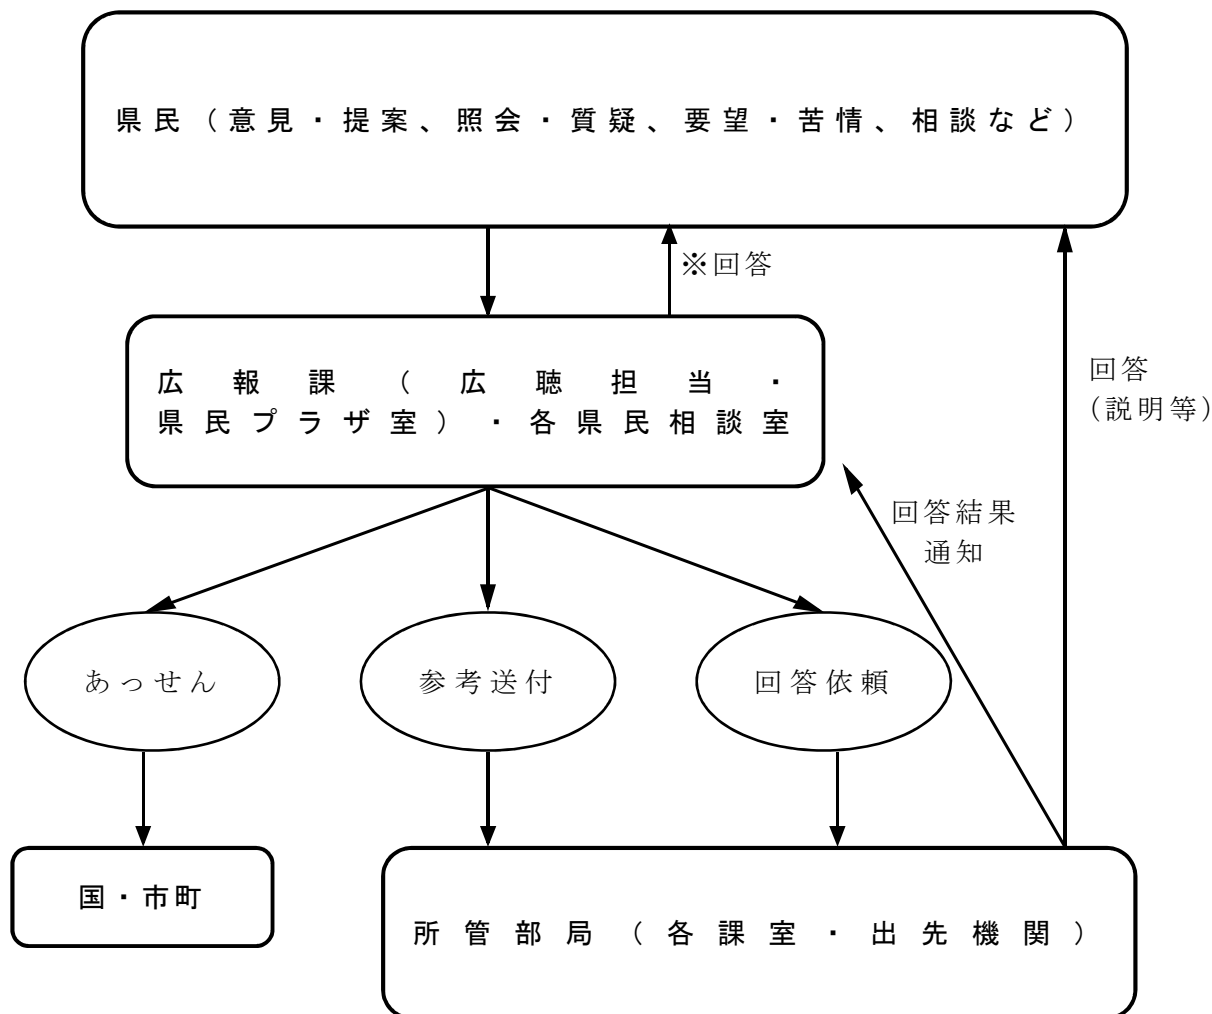 県民（意見・提案、照会・質疑、要望・苦情、相談など）
※回答
広報課（広聴担当・
県民プラザ室）・各県民相談室
回答
（説明等）
回答結果
通知
あっせん
参考送付
回答依頼
国・市町
所管部局（各課室・出先機関）